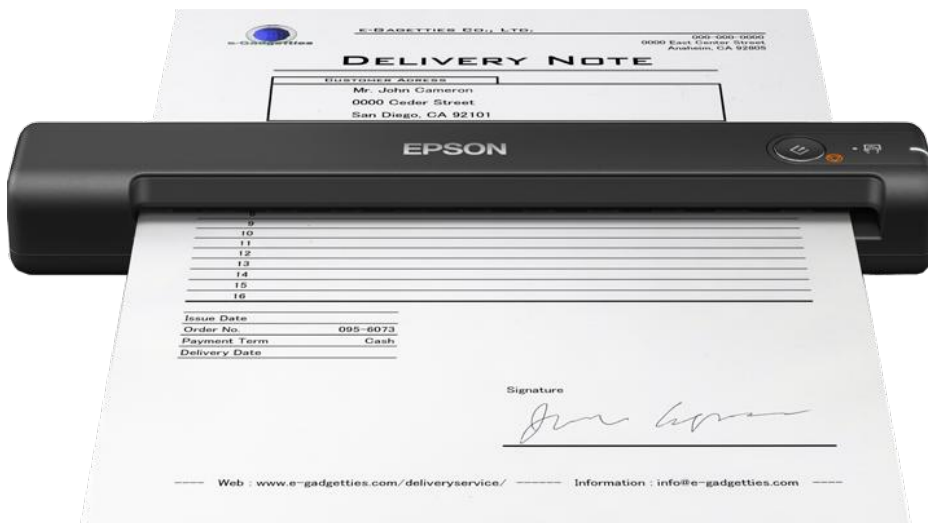 e-Gadgetties
E-GADGETTIES CO., LTD.
000-000-0000
0000 East Center Street
Anaheim, CA 92805
DELIVERY NOTE
CUSTOMER ADRESS
Mr. John Cameron
0000 Ceder Street
San Diego, CA 92101
EPSON
8
9
10
11
12
13
14
15
16
Issue Date
Order No. 095-6073
Payment Term Cash
Delivery Date
Signature
Web : www.e-gadgetties.com/deliveryservice/ Information : info@e-gadgetties.com